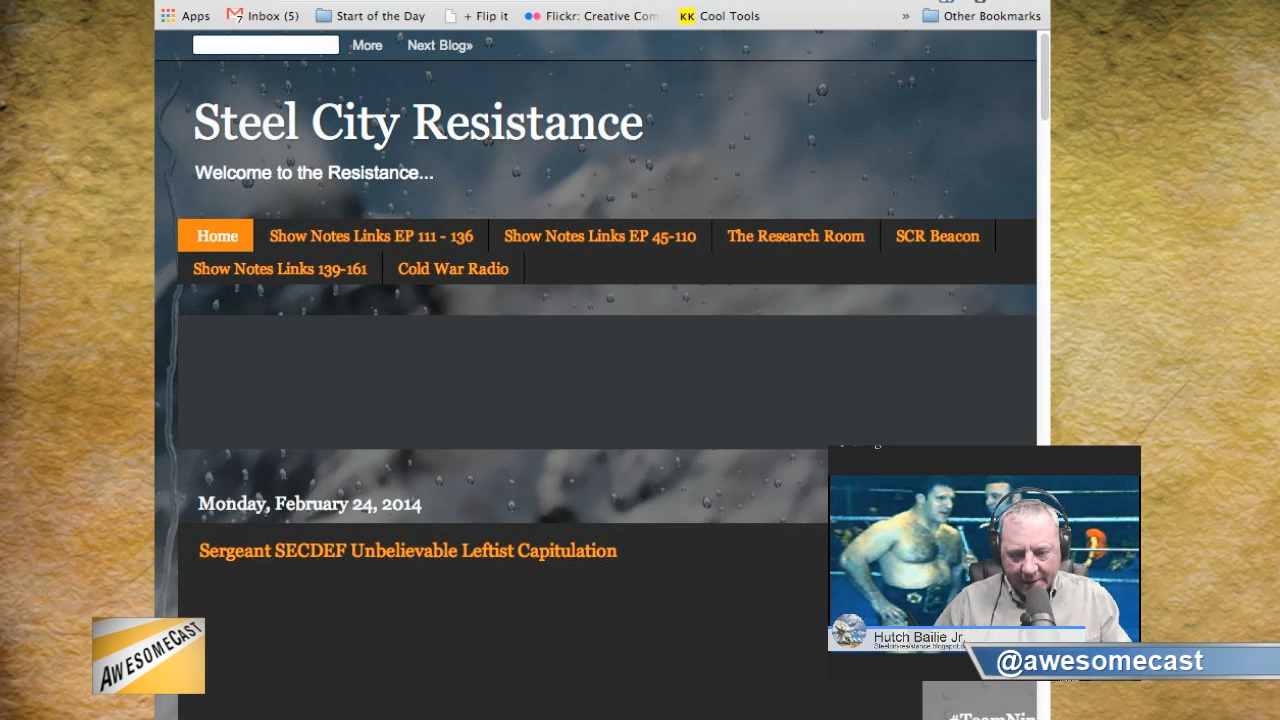 Apps Inbox (5) Start of the Day + Flip it Flickr: Creative Com KK Cool Tools » Other Bookmarks
More Next Blog»
Steel City Resistance
Welcome to the Resistance...
Home Show Notes Links EP 111 - 136 Show Notes Links EP 45-110 The Research Room SCR Beacon
Show Notes Links 139-161 Cold War Radio
Monday, February 24, 2014
Sergeant SECDEF Unbelievable Leftist Capitulation
AWESOMECAST
Hutch Bailie Jr.
Steelcityresistance.blogspot.c
@awesomecast
#TeamNin